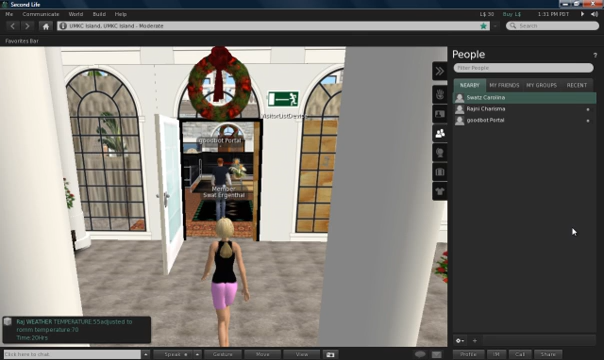 Second Life
Me Communicate World Build Help
L$ 30 Buy L$ 1:31 PM PST
UMKC Island, UMKC Island - Moderate
Search
Favorites Bar
People
?
Filter People
NEARBY MY FRIENDS MY GROUPS RECENT
Swatz Carolina
Rajni Charisma
goodbot Portal
VisitorListDevice
goodbot Portal
Member
Swat Ergenthal
Raj WEATHER TEMPERATURE.55adjusted to
romm temperature:70
Time:20Hrs
Click here to chat.
Speak Gesture Move View
Profile IM Call Share